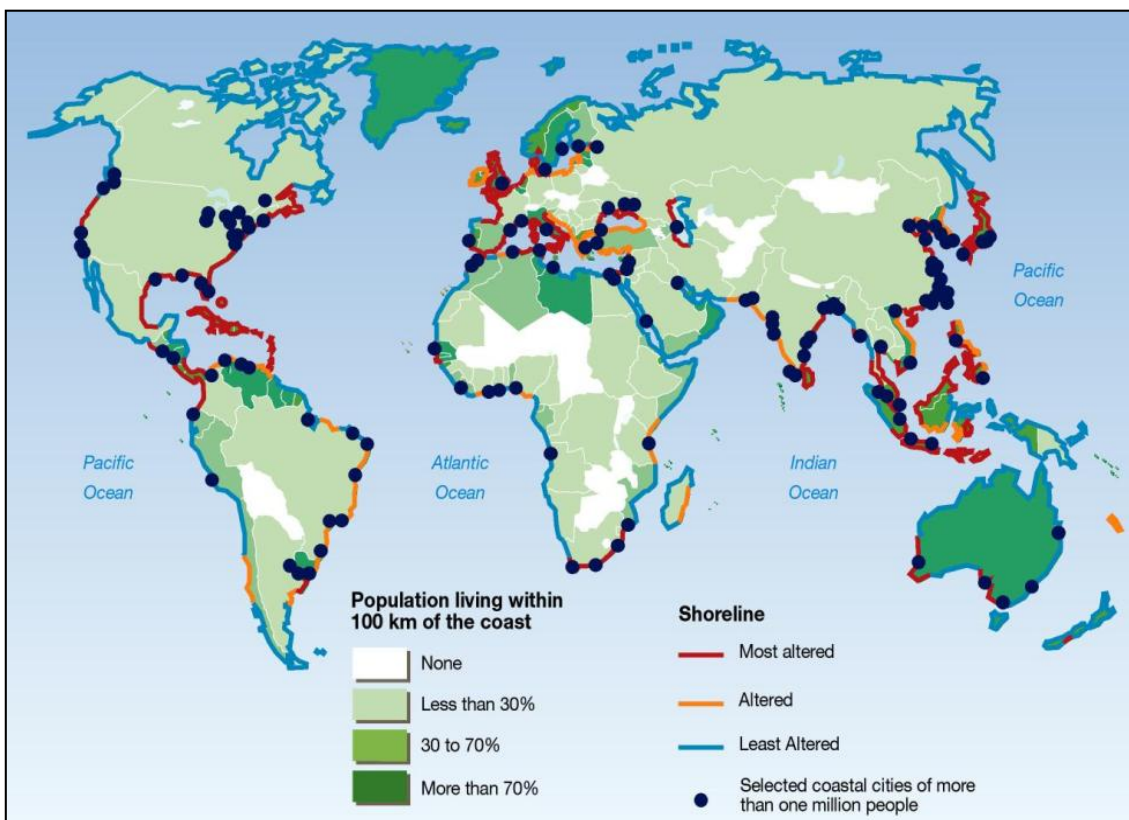 Pacific
Ocean
Atlantic
Ocean
Indian
Ocean
Pacific
Ocean
Population living within
100 km of the coast
None
Less than 30%
30 to 70%
More than 70%
Shoreline
Most altered
Altered
Least Altered
Selected coastal cities of more
than one million people